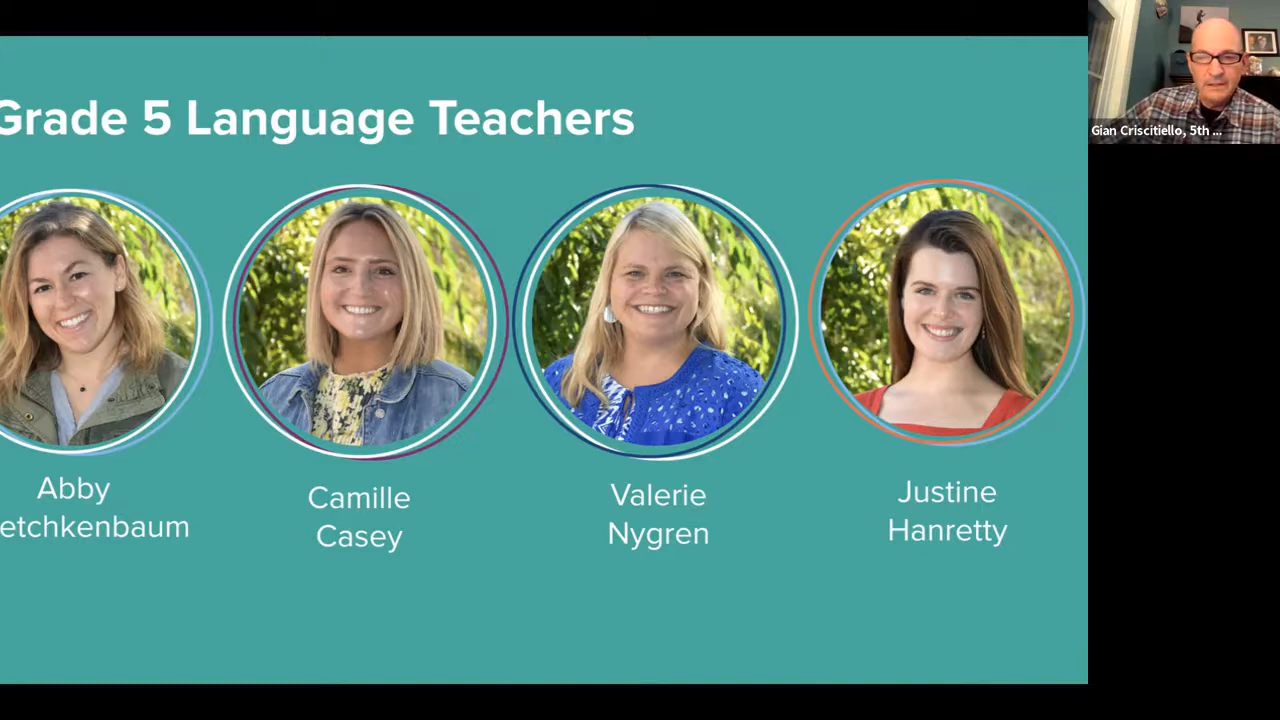 Grade 5 Language Teachers
Gian Criscitiello, 5th ...
Abby
etchkenbaum
Camille
Casey
Valerie
Nygren
Justine
Hanretty